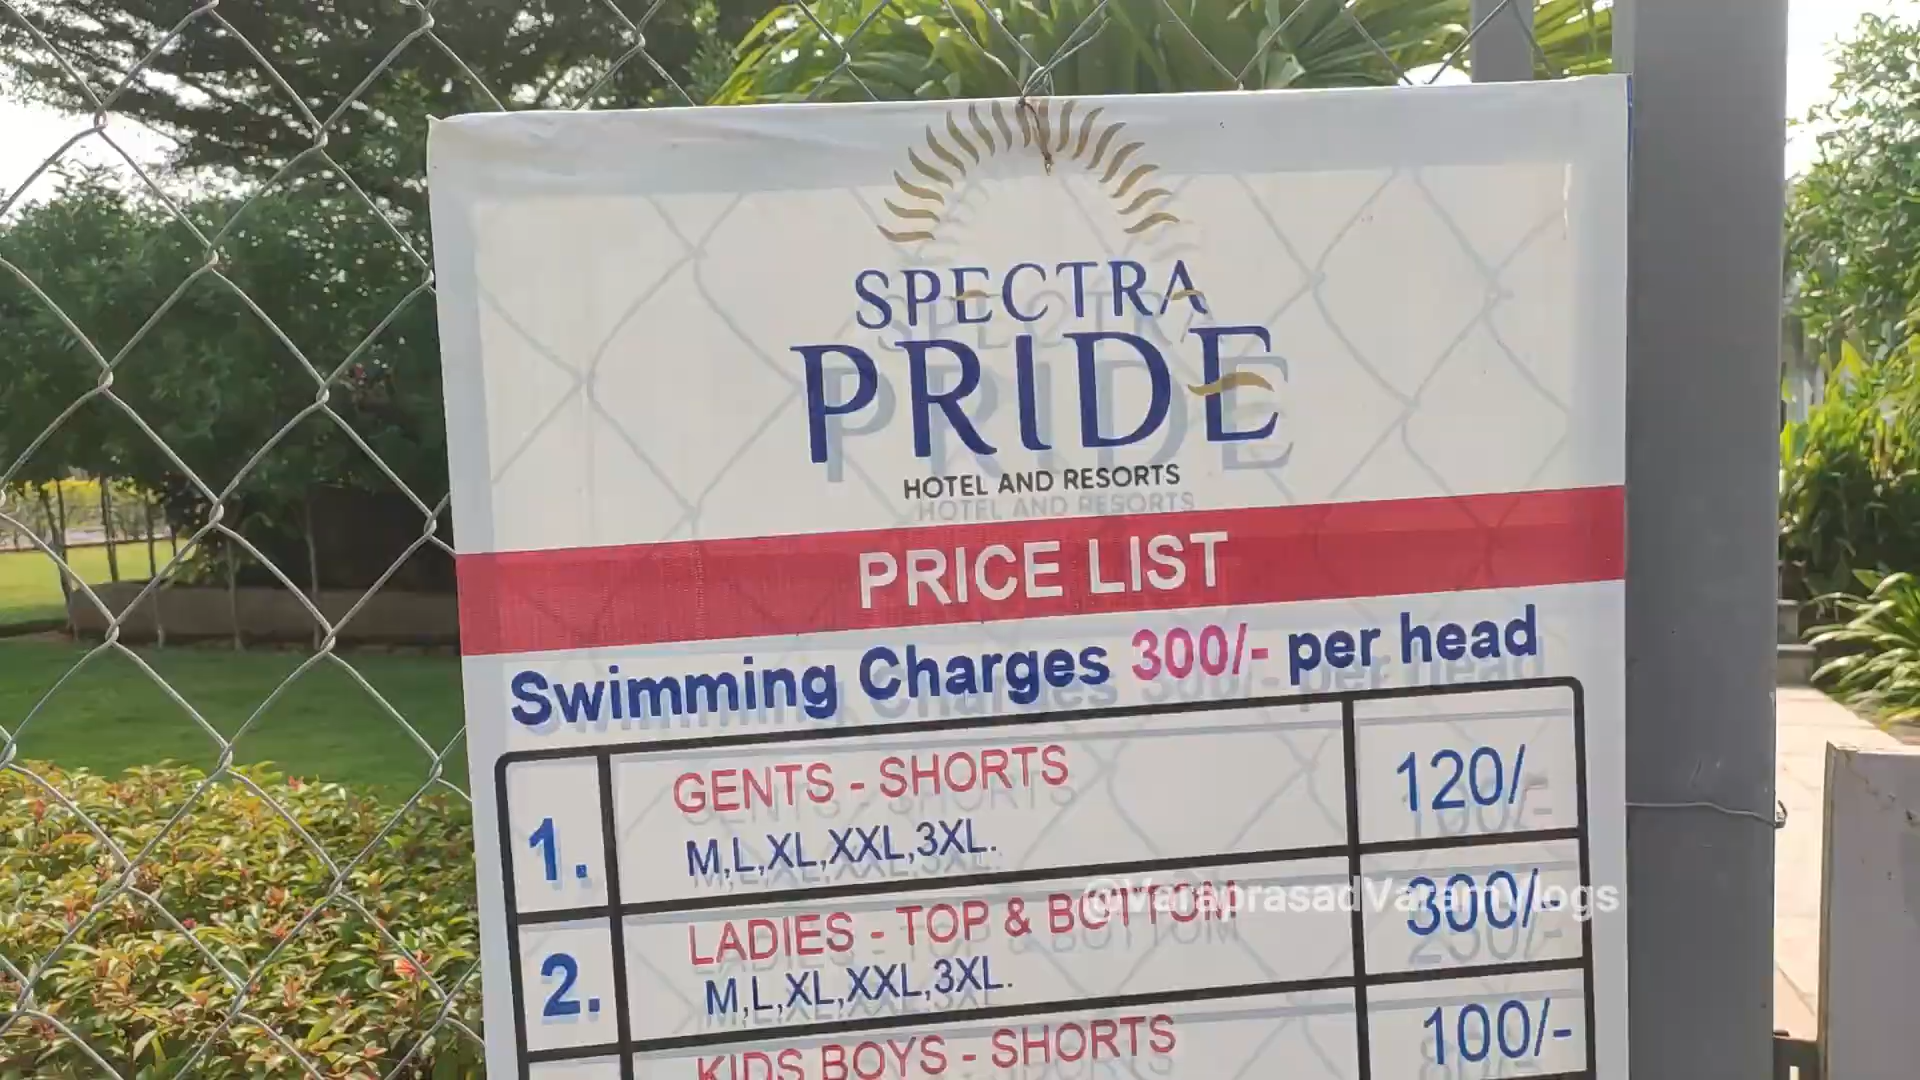 SPECTRA
PRIDE
HOTEL AND RESORTS
PRICE LIST
Swimming Charges 300/- per head
1. GENTS - SHORTS 120/-
M,L,XL,XXL,3XL.
2. LADIES - TOP & BOTTOM 300/-
M,L,XL,XXL,3XL.
@VaraprasadVaramVlogs
KIDS BOYS - SHORTS 100/-